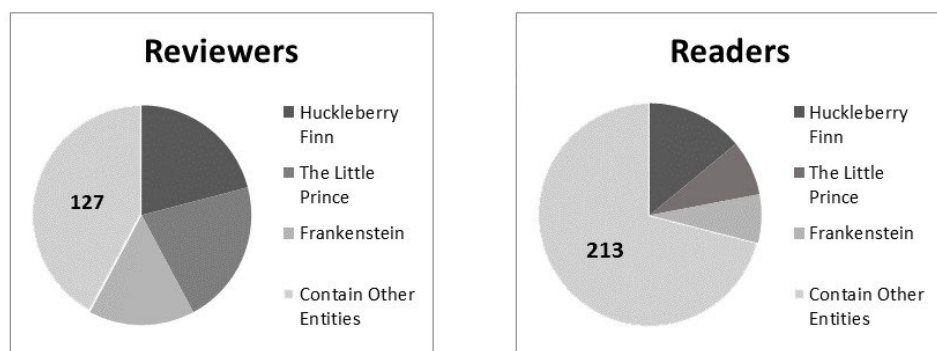 Reviewers
127
Huckleberry
Finn
The Little
Prince
Frankenstein
Contain Other
Entities
Readers
213
Huckleberry
Finn
The Little
Prince
Frankenstein
Contain Other
Entities